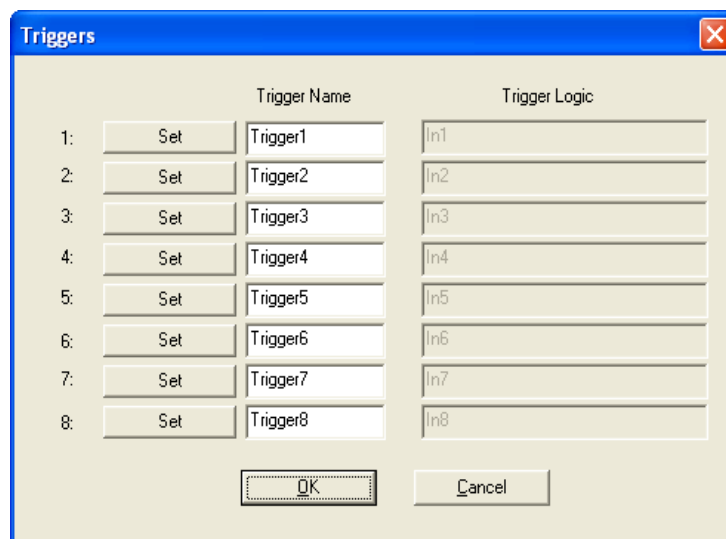 Triggers
Trigger Name Trigger Logic
1: Set Trigger1 In1
2: Set Trigger2 In2
3: Set Trigger3 In3
4: Set Trigger4 In4
5: Set Trigger5 In5
6: Set Trigger6 In6
7: Set Trigger7 In7
8: Set Trigger8 In8
OK Cancel